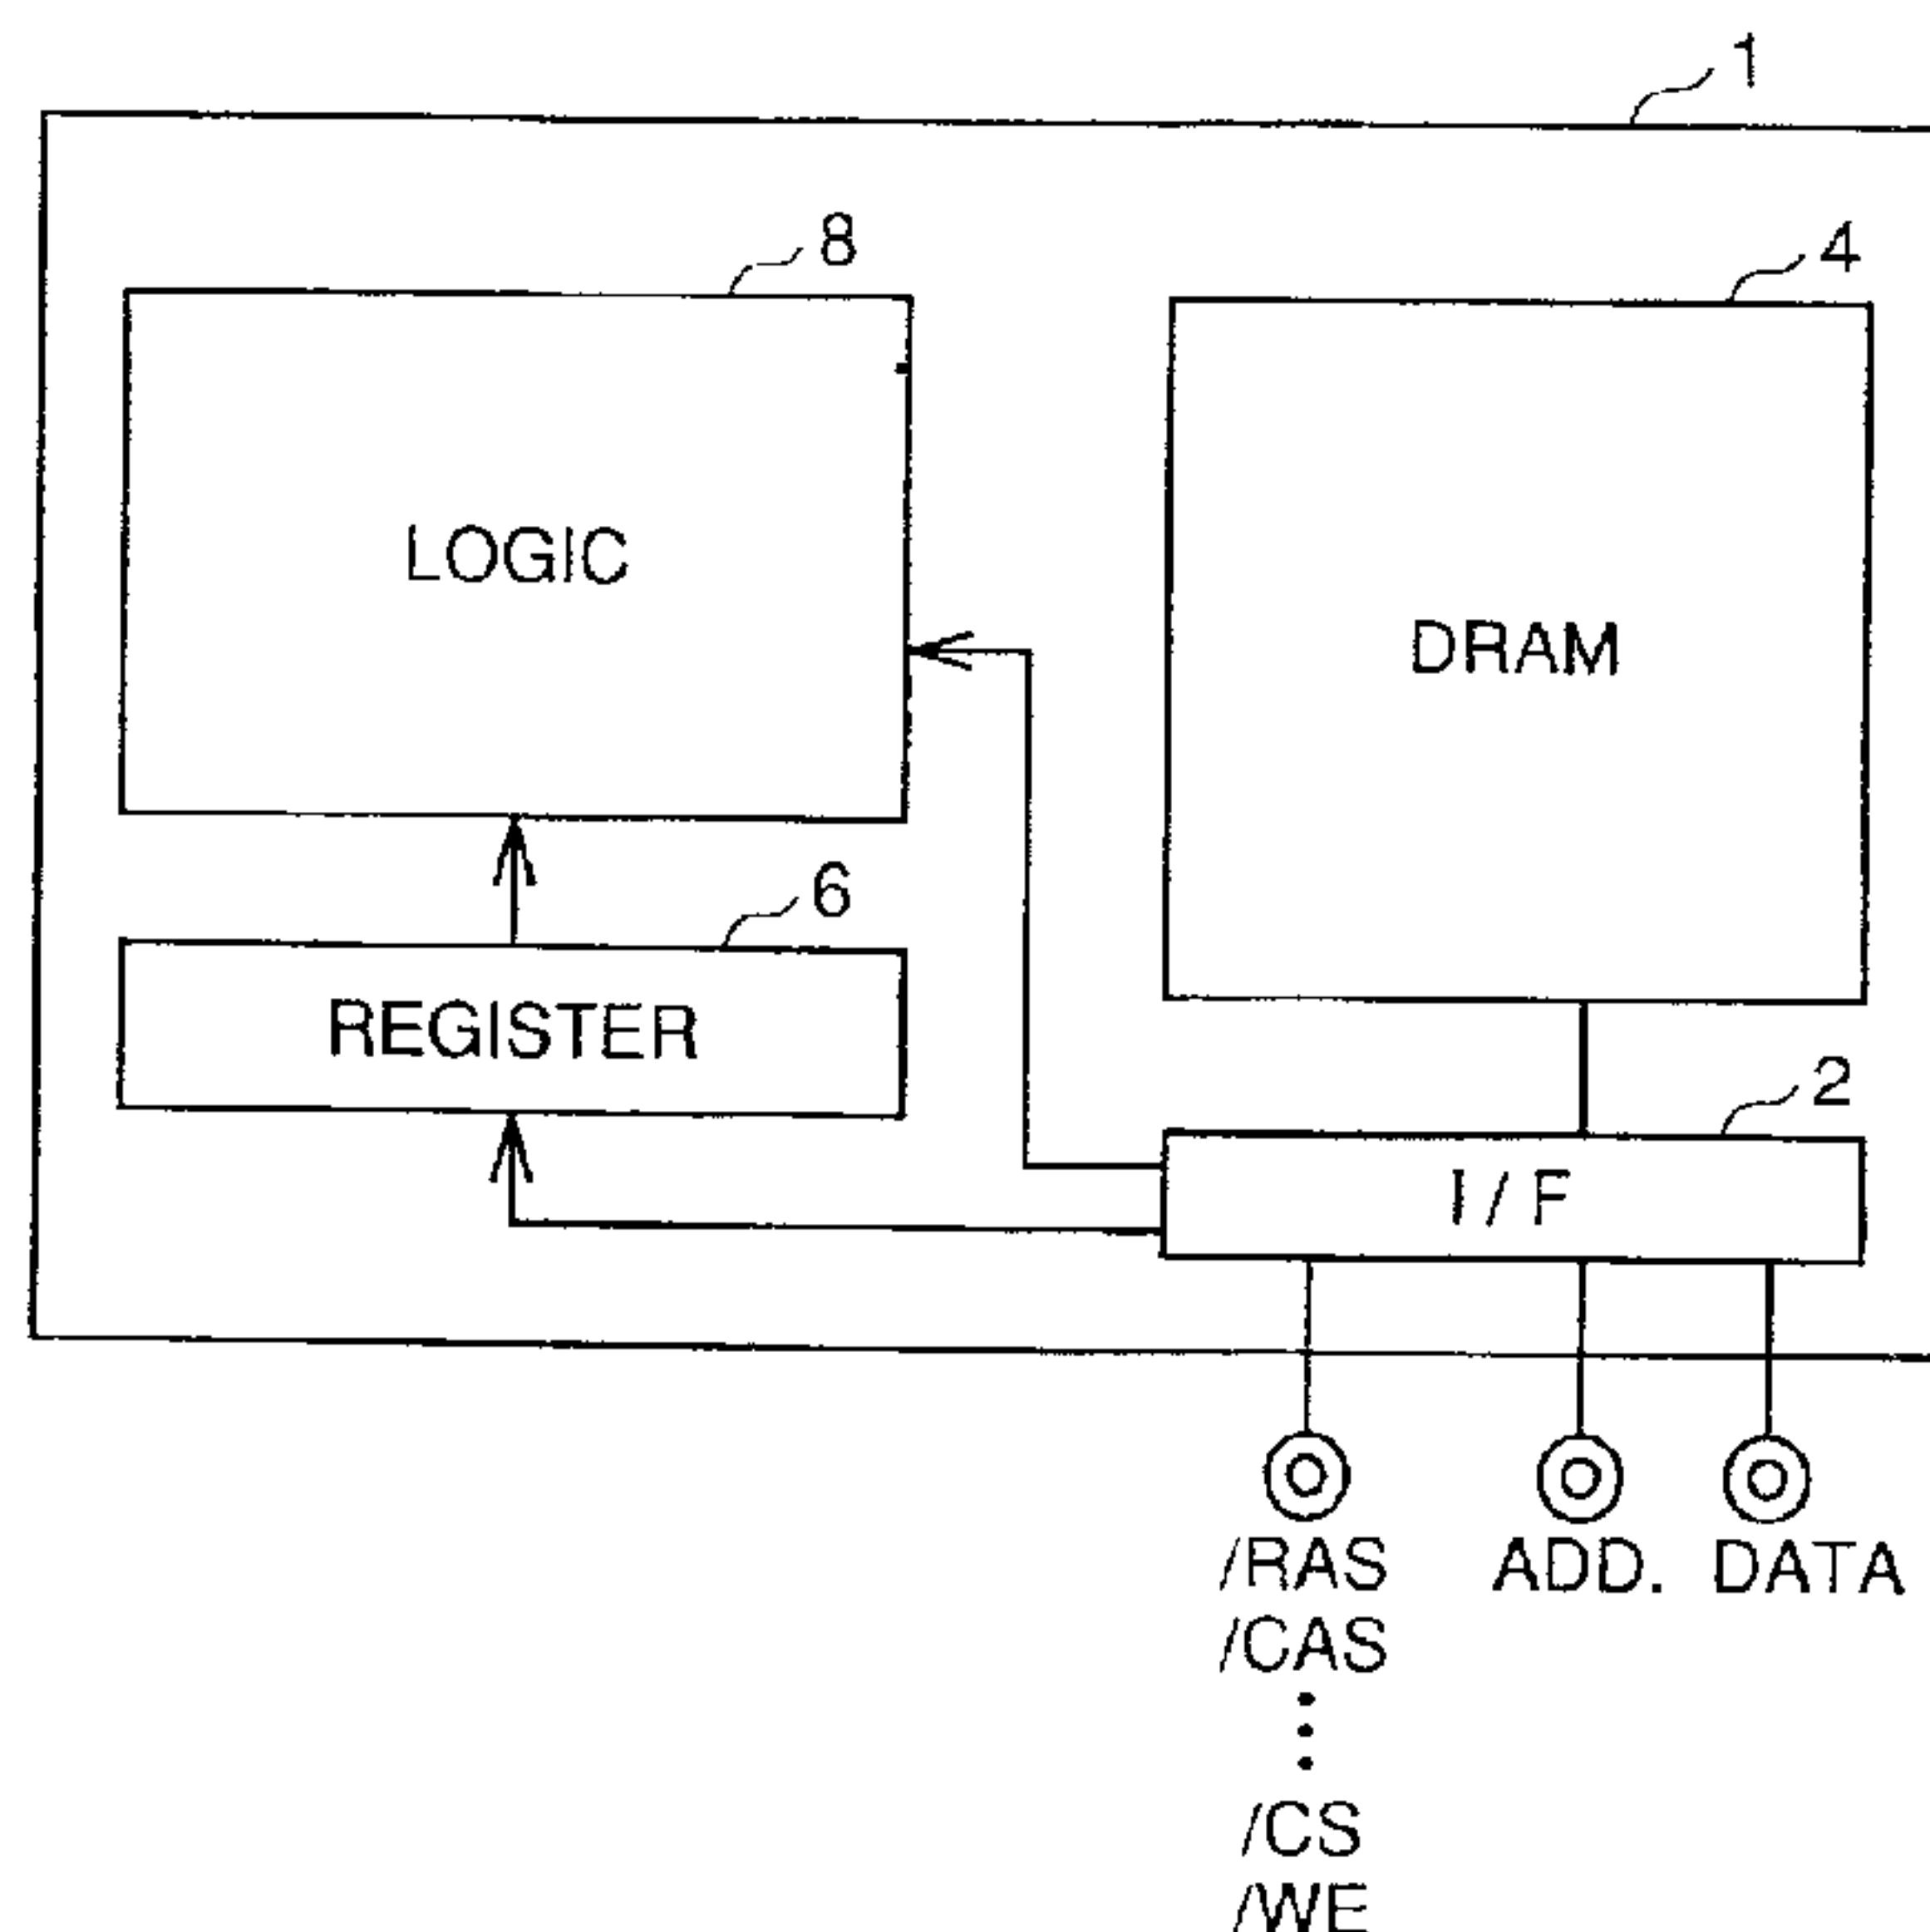 1
8
4
LOGIC
DRAM
6
REGISTER
2
I/F
/RAS ADD. DATA
/CAS
/CS
/WE